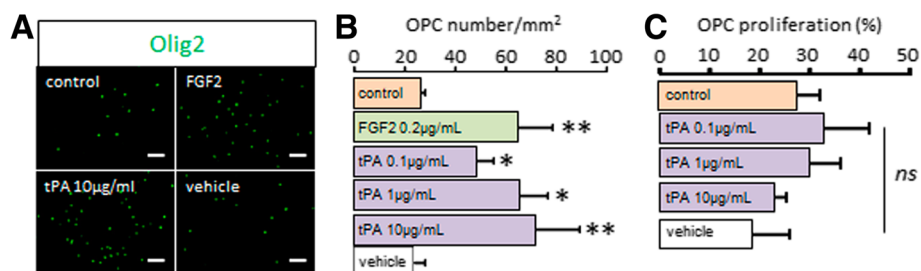 A
Olig2
control
FGF2
tPA 10μg/ml
vehicle
B
OPC number/mm²
0 20 40 60 80 100
control
FGF2 0.2μg/mL
**
tPA 0.1μg/mL
*
tPA 1μg/mL
*
tPA 10μg/mL
**
vehicle
C
OPC proliferation (%)
0 10 20 30 40 50
control
tPA 0.1μg/mL
tPA 1μg/mL
tPA 10μg/mL
vehicle
ns